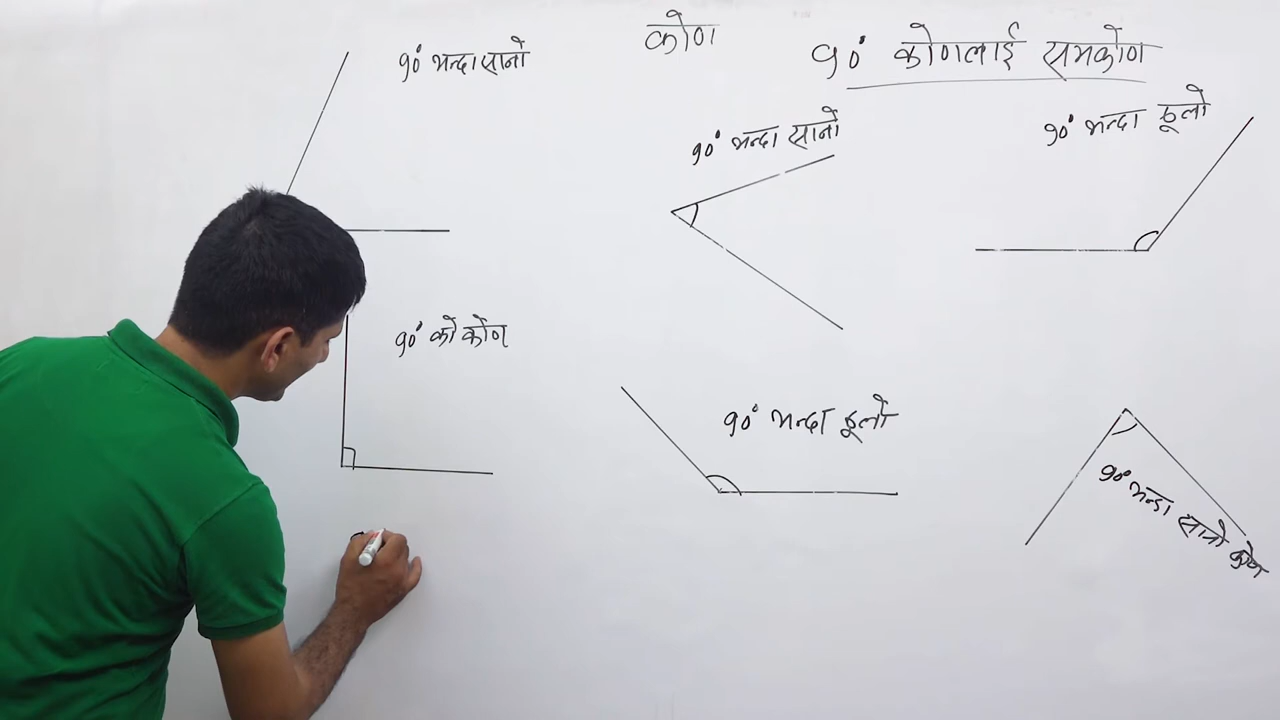 कोण
९०° कोणलाई समकोण
९०° भन्दा सानो
९०° भन्दा सानो
९०° भन्दा ठूलो
९०° को कोण
९०° भन्दा ठूलो
९०° भन्डा सानो कोण